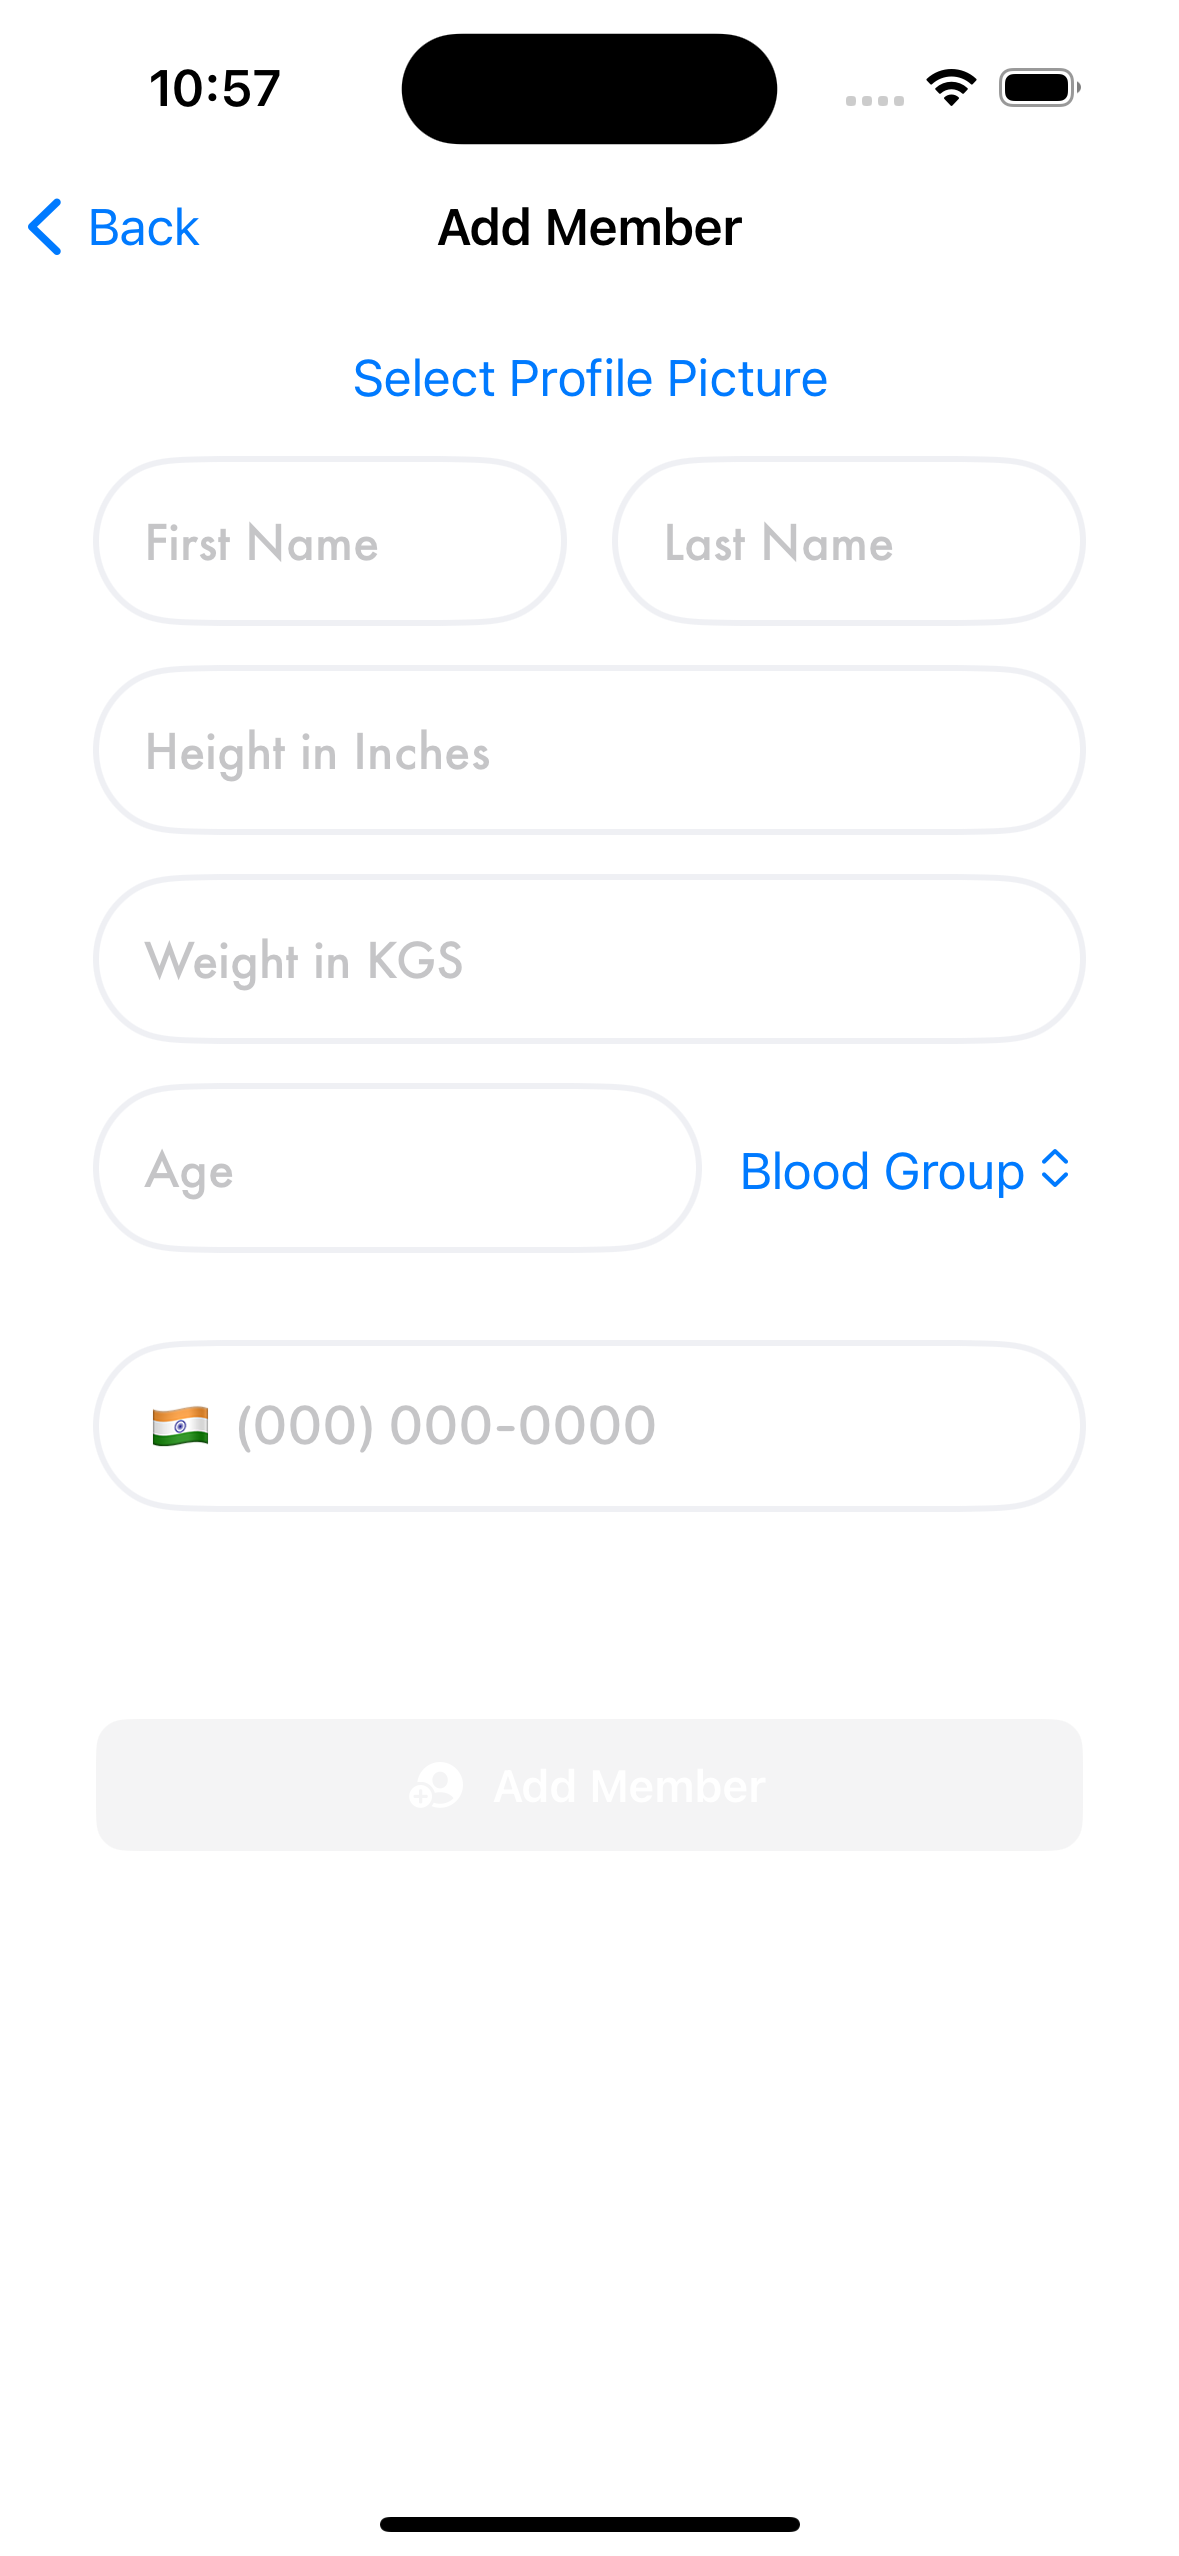 10:57
Back
Add Member
Select Profile Picture
First Name
Last Name
Height in Inches
Weight in KGS
Age
Blood Group
(000) 000-0000
Add Member